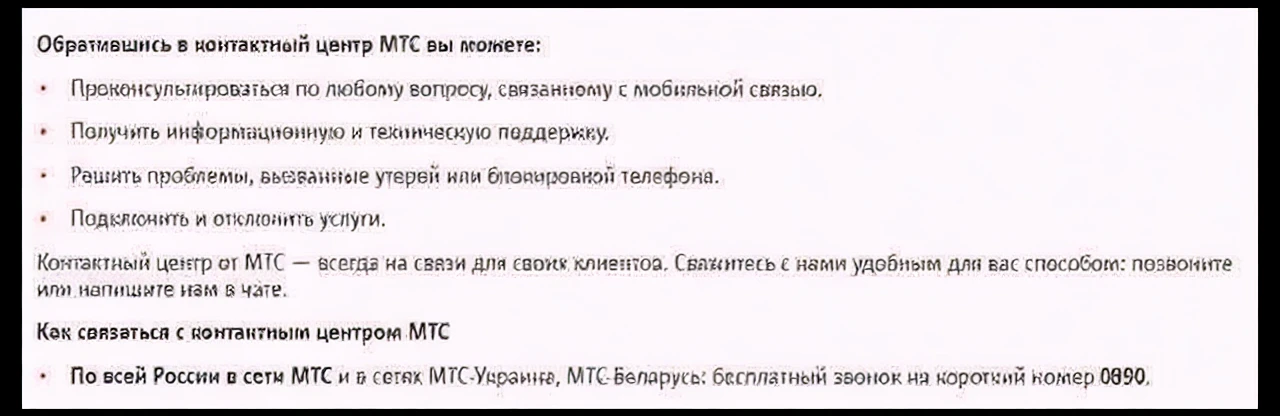 Обратившись в контактный центр МТС вы можете:
• Проконсультироваться по любому вопросу, связанному с мобильной связью.
• Получить информационную и техническую поддержку.
• Решить проблемы, вызванные утерей или блокировкой телефона.
• Подключить и отключить услуги.
Контактный центр от МТС — всегда на связи для своих клиентов. Свяжитесь с нами удобным для вас способом: позвоните
или напишите нам в чате.
Как связаться с контактным центром МТС
• По всей России в сети МТС и в сетях МТС-Украина, МТС-Беларусь: бесплатный звонок на короткий номер 0890.